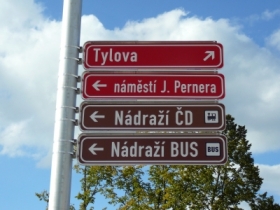 Tylova
náměstí J. Pernera
Nádraží ČD
Nádraží BUS BUS